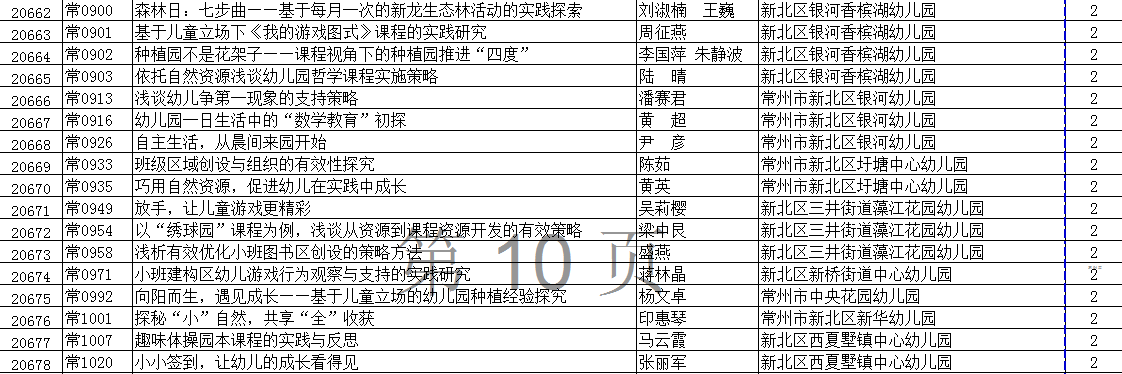 20662 常0900 森林日：七步曲——基于每月一次的新龙生态林活动的实践探索 刘淑楠 王巍 新北区银河香槟湖幼儿园 2
20663 常0901 基于儿童立场下《我的游戏图式》课程的实践研究 周征燕 新北区银河香槟湖幼儿园 2
20664 常0902 种植园不是花架子——课程视角下的种植园推进“四度” 李国萍 朱静波 新北区银河香槟湖幼儿园 2
20665 常0903 依托自然资源浅谈幼儿园哲学课程实施策略 陆 晴 新北区银河香槟湖幼儿园 2
20666 常0913 浅谈幼儿争第一现象的支持策略 潘赛君 常州市新北区银河幼儿园 2
20667 常0916 幼儿园一日生活中的“数学教育”初探 黄 超 常州市新北区银河幼儿园 2
20668 常0926 自主生活，从晨间来园开始 尹 彦 常州市新北区银河幼儿园 2
20669 常0933 班级区域创设与组织的有效性探究 陈茹 常州市新北区圩塘中心幼儿园 2
20670 常0935 巧用自然资源，促进幼儿在实践中成长 黄英 常州市新北区圩塘中心幼儿园 2
20671 常0949 放手，让儿童游戏更精彩 吴莉樱 新北区三井街道藻江花园幼儿园 2
20672 常0954 以“绣球园”课程为例，浅谈从资源到课程资源开发的有效策略 梁中良 新北区三井街道藻江花园幼儿园 2
20673 常0958 浅析有效优化小班图书区创设的策略方法 盛燕 新北区三井街道藻江花园幼儿园 2
20674 常0971 小班建构区幼儿游戏行为观察与支持的实践研究 蒋林晶 新北区新桥街道中心幼儿园 2
20675 常0992 向阳而生，遇见成长——基于儿童立场的幼儿园种植经验探究 杨文卓 常州市中央花园幼儿园 2
20676 常1001 探秘“小”自然，共享“全”收获 印惠琴 常州市新北区新华幼儿园 2
20677 常1007 趣味体操园本课程的实践与反思 马云霞 新北区西夏墅镇中心幼儿园 2
20678 常1020 小小签到，让幼儿的成长看得见 张丽军 新北区西夏墅镇中心幼儿园 2
第 10 页